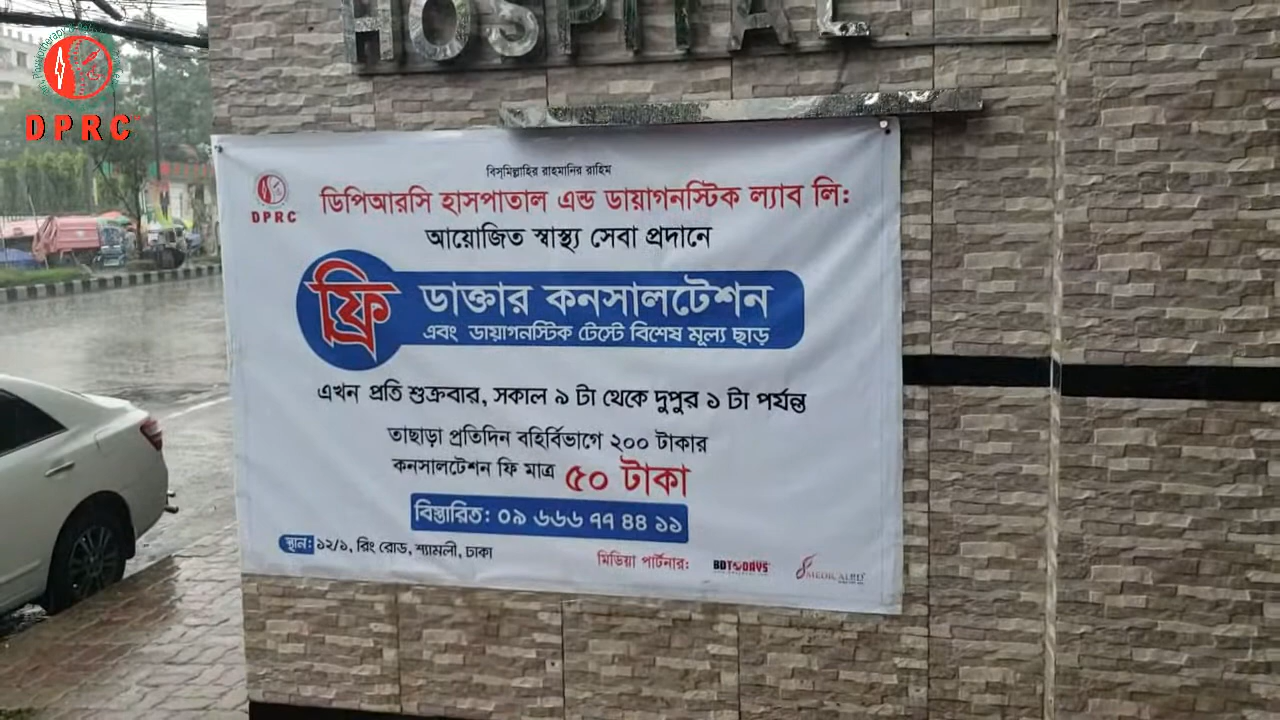 HOSPITAL
DPRC
বিস্‌মিল্লাহির রাহমানির রাহিম
DPRC
ডিপিআরসি হাসপাতাল এন্ড ডায়াগনস্টিক ল্যাব লি:
আয়োজিত স্বাস্থ্য সেবা প্রদানে
ফ্রি ডাক্তার কনসালটেশন
এবং ডায়াগনস্টিক টেস্টে বিশেষ মূল্য ছাড়
এখন প্রতি শুক্রবার, সকাল ৯ টা থেকে দুপুর ১ টা পর্যন্ত
তাছাড়া প্রতিদিন বহির্বিভাগে ২০০ টাকার
কনসালটেশন ফি মাত্র ৫০ টাকা
বিস্তারিত: ০৯ ৬৬৬ ৭৭ ৪৪ ১১
স্থান: ১২/১, রিং রোড, শ্যামলী, ঢাকা
মিডিয়া পার্টনার: BDTODAYS MEDICALBD